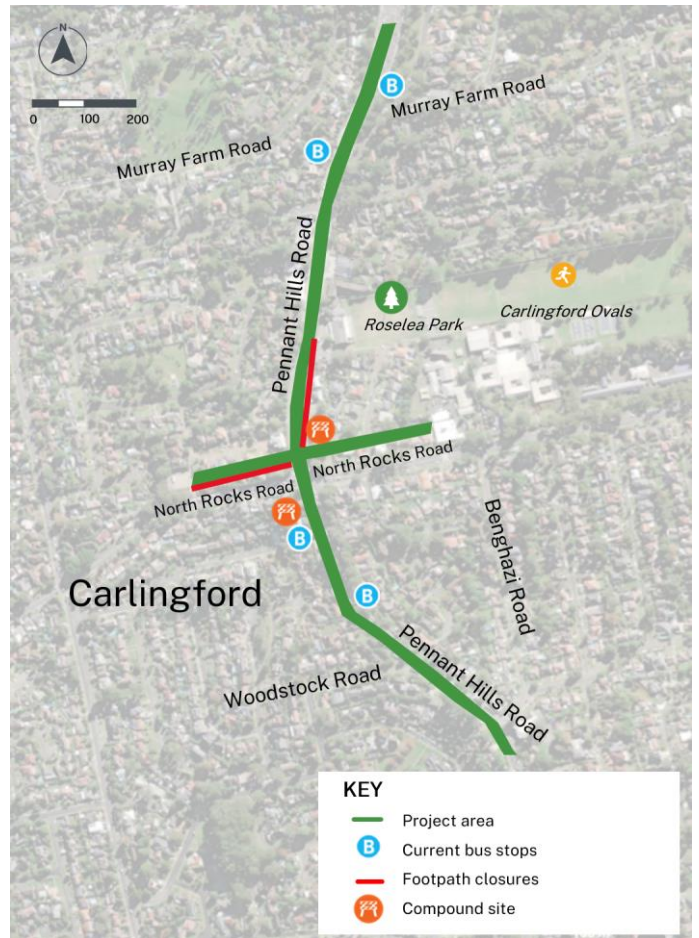 N
0 100 200
Murray Farm Road
Murray Farm Road
Pennant Hills Road
Roselea Park
Carlingford Ovals
North Rocks Road
North Rocks Road
Benghazi Road
Carlingford
Pennant Hills Road
Woodstock Road
KEY
Project area
B Current bus stops
Footpath closures
Compound site
B
B
B
B